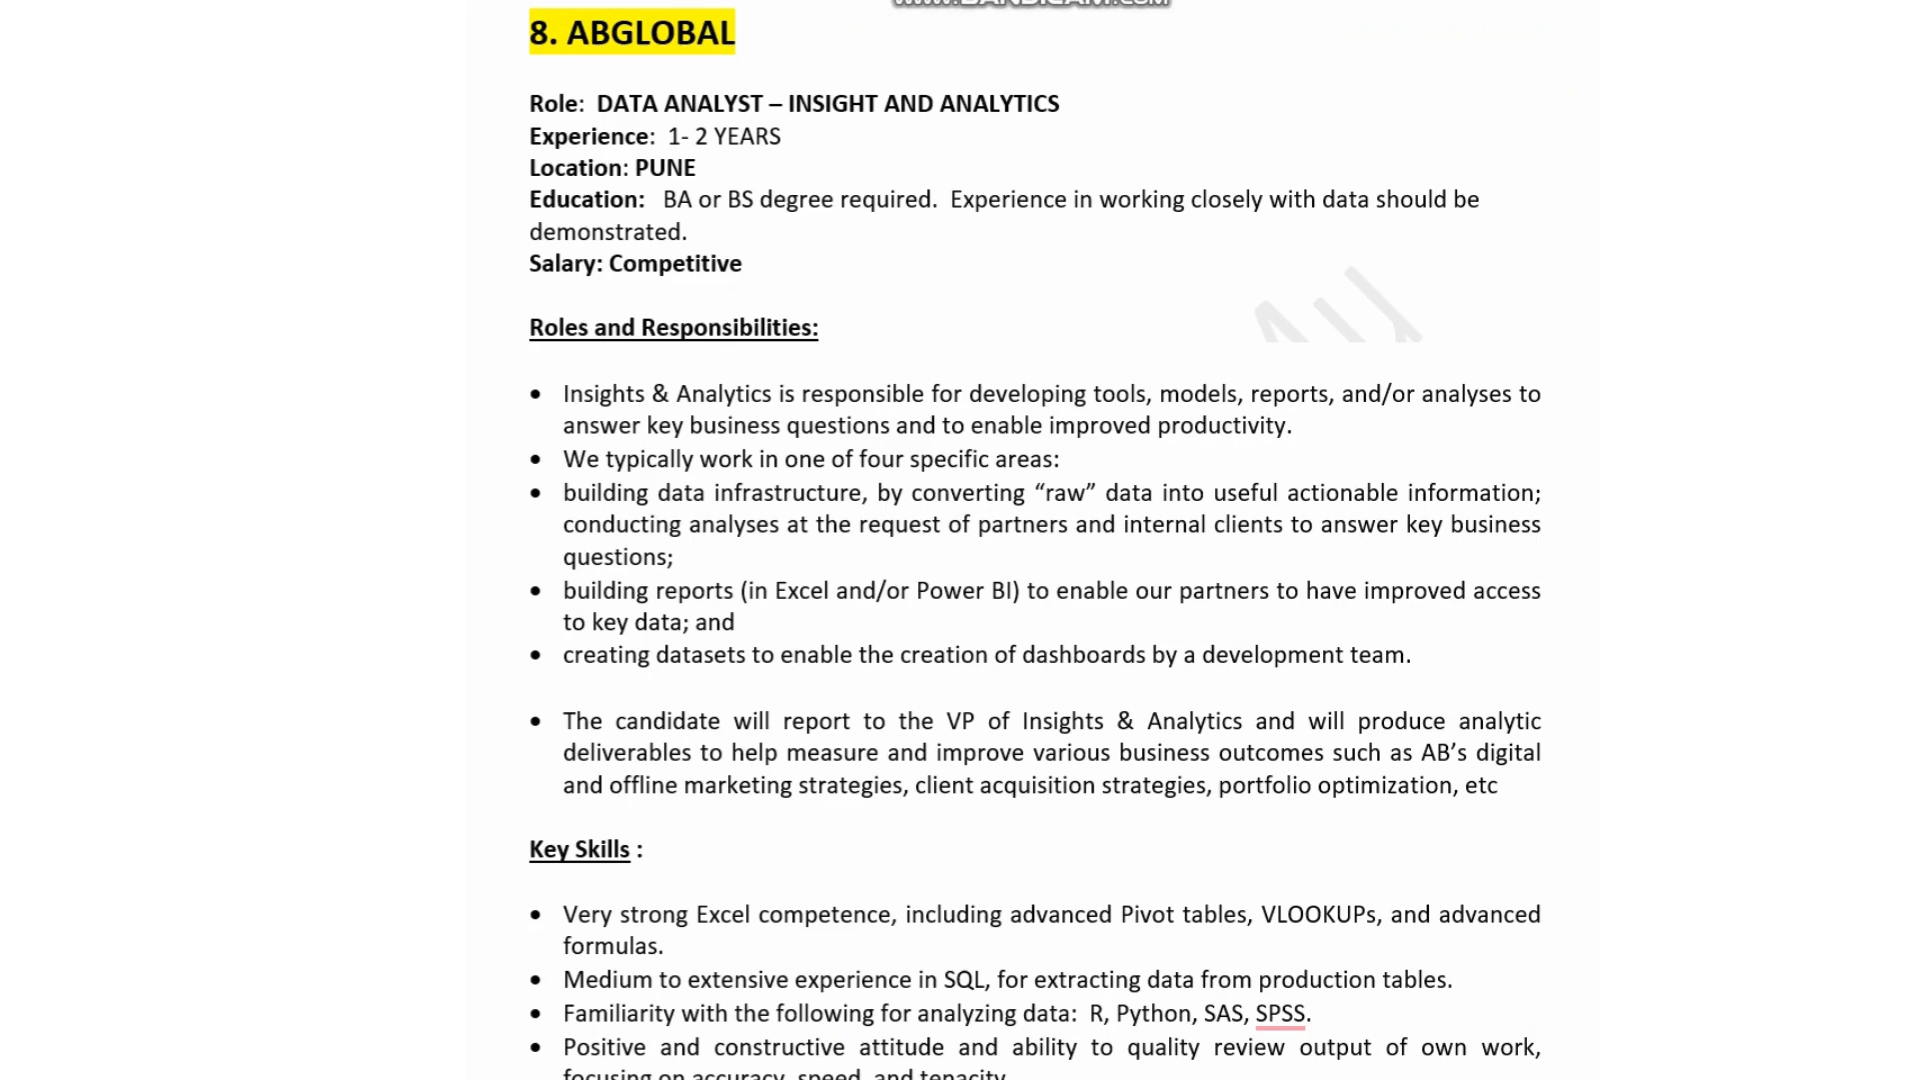 www.BANDICAM.com
8. ABGLOBAL
Role: DATA ANALYST – INSIGHT AND ANALYTICS
Experience: 1- 2 YEARS
Location: PUNE
Education: BA or BS degree required. Experience in working closely with data should be
demonstrated.
Salary: Competitive
Roles and Responsibilities:
• Insights & Analytics is responsible for developing tools, models, reports, and/or analyses to
answer key business questions and to enable improved productivity.
• We typically work in one of four specific areas:
• building data infrastructure, by converting “raw” data into useful actionable information;
conducting analyses at the request of partners and internal clients to answer key business
questions;
• building reports (in Excel and/or Power BI) to enable our partners to have improved access
to key data; and
• creating datasets to enable the creation of dashboards by a development team.
• The candidate will report to the VP of Insights & Analytics and will produce analytic
deliverables to help measure and improve various business outcomes such as AB’s digital
and offline marketing strategies, client acquisition strategies, portfolio optimization, etc
Key Skills :
• Very strong Excel competence, including advanced Pivot tables, VLOOKUPs, and advanced
formulas.
• Medium to extensive experience in SQL, for extracting data from production tables.
• Familiarity with the following for analyzing data: R, Python, SAS, SPSS.
• Positive and constructive attitude and ability to quality review output of own work,
focusing on accuracy, speed, and tenacity